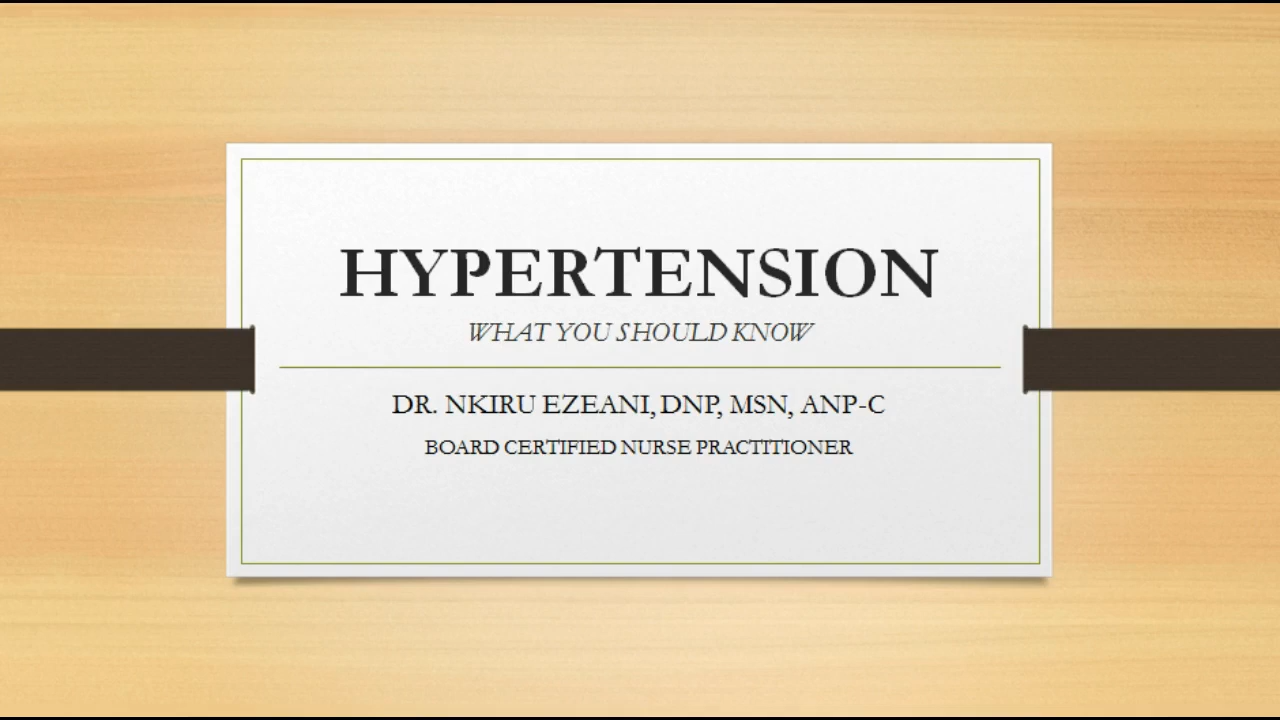 HYPERTENSION
WHAT YOU SHOULD KNOW
DR. NKIRU EZEANI, DNP, MSN, ANP-C
BOARD CERTIFIED NURSE PRACTITIONER